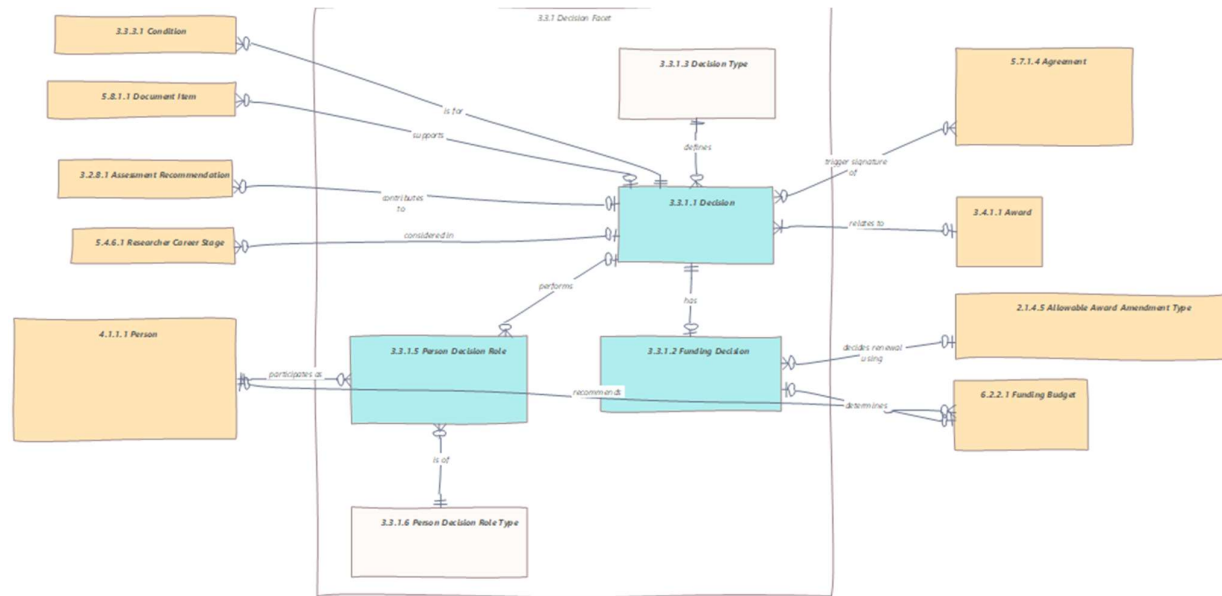 3.3.1 Decision Facet
3.3.3.1 Condition
3.3.1.3 Decision Type
5.7.1.4 Agreement
5.8.1.1 Document Item
is for
supports
defines
trigger signature
of
3.2.8.1 Assessment Recommendation
contributes
to
3.3.1.1 Decision
3.4.1.1 Award
relates to
5.4.6.1 Researcher Career Stage
considered in
performs
has
2.1.4.5 Allowable Award Amendment Type
4.1.1.1 Person
3.3.1.5 Person Decision Role
3.3.1.2 Funding Decision
decides renewal
using
participates as
recommends
determines
6.2.2.1 Funding Budget
is of
3.3.1.6 Person Decision Role Type